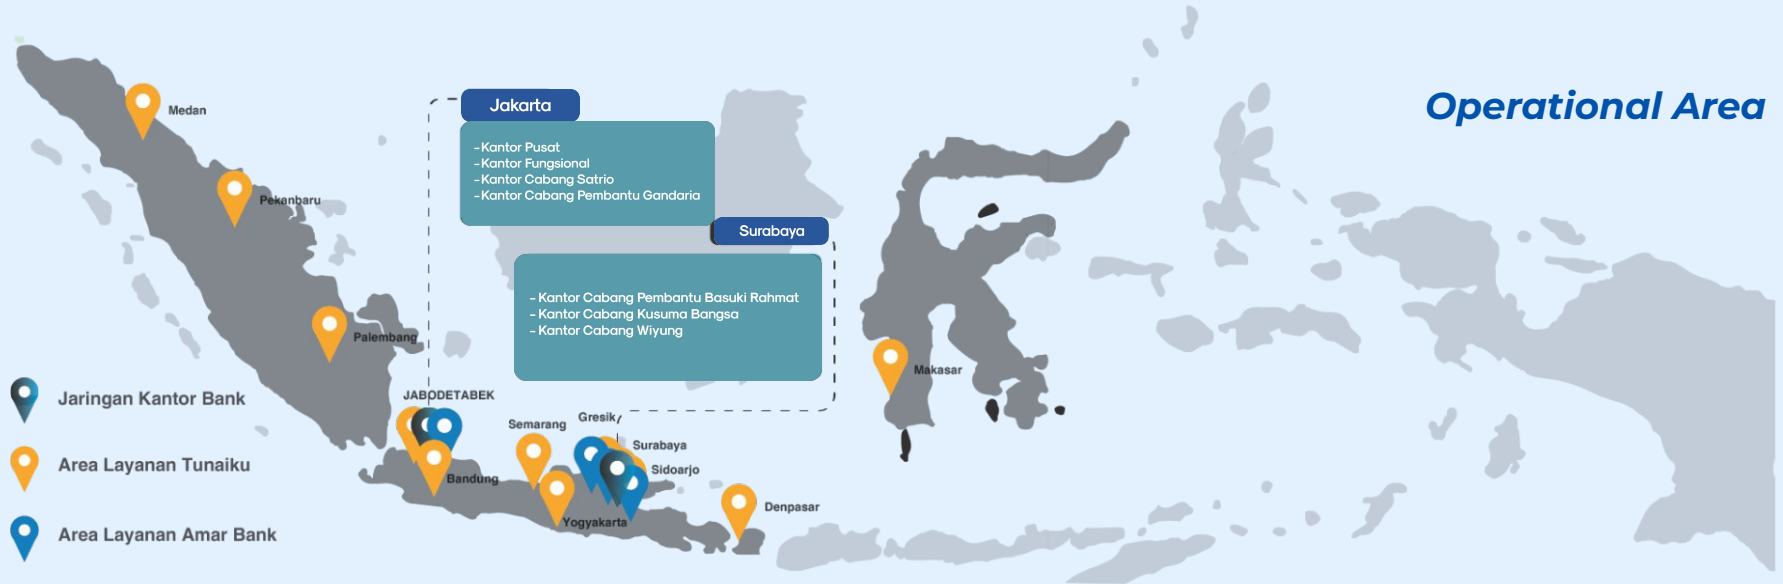 Operational Area
Medan
Jakarta
-Kantor Pusat
-Kantor Fungsional
-Kantor Cabang Satrio
-Kantor Cabang Pembantu Gandaria
Pekanbaru
Surabaya
- Kantor Cabang Pembantu Basuki Rahmat
- Kantor Cabang Kusuma Bangsa
- Kantor Cabang Wiyung
Palembang
Makasar
JABODETABEK
Jaringan Kantor Bank
Gresik
Semarang
Surabaya
Area Layanan Tunaiku
Sidoarjo
Bandung
Denpasar
Yogyakarta
Area Layanan Amar Bank